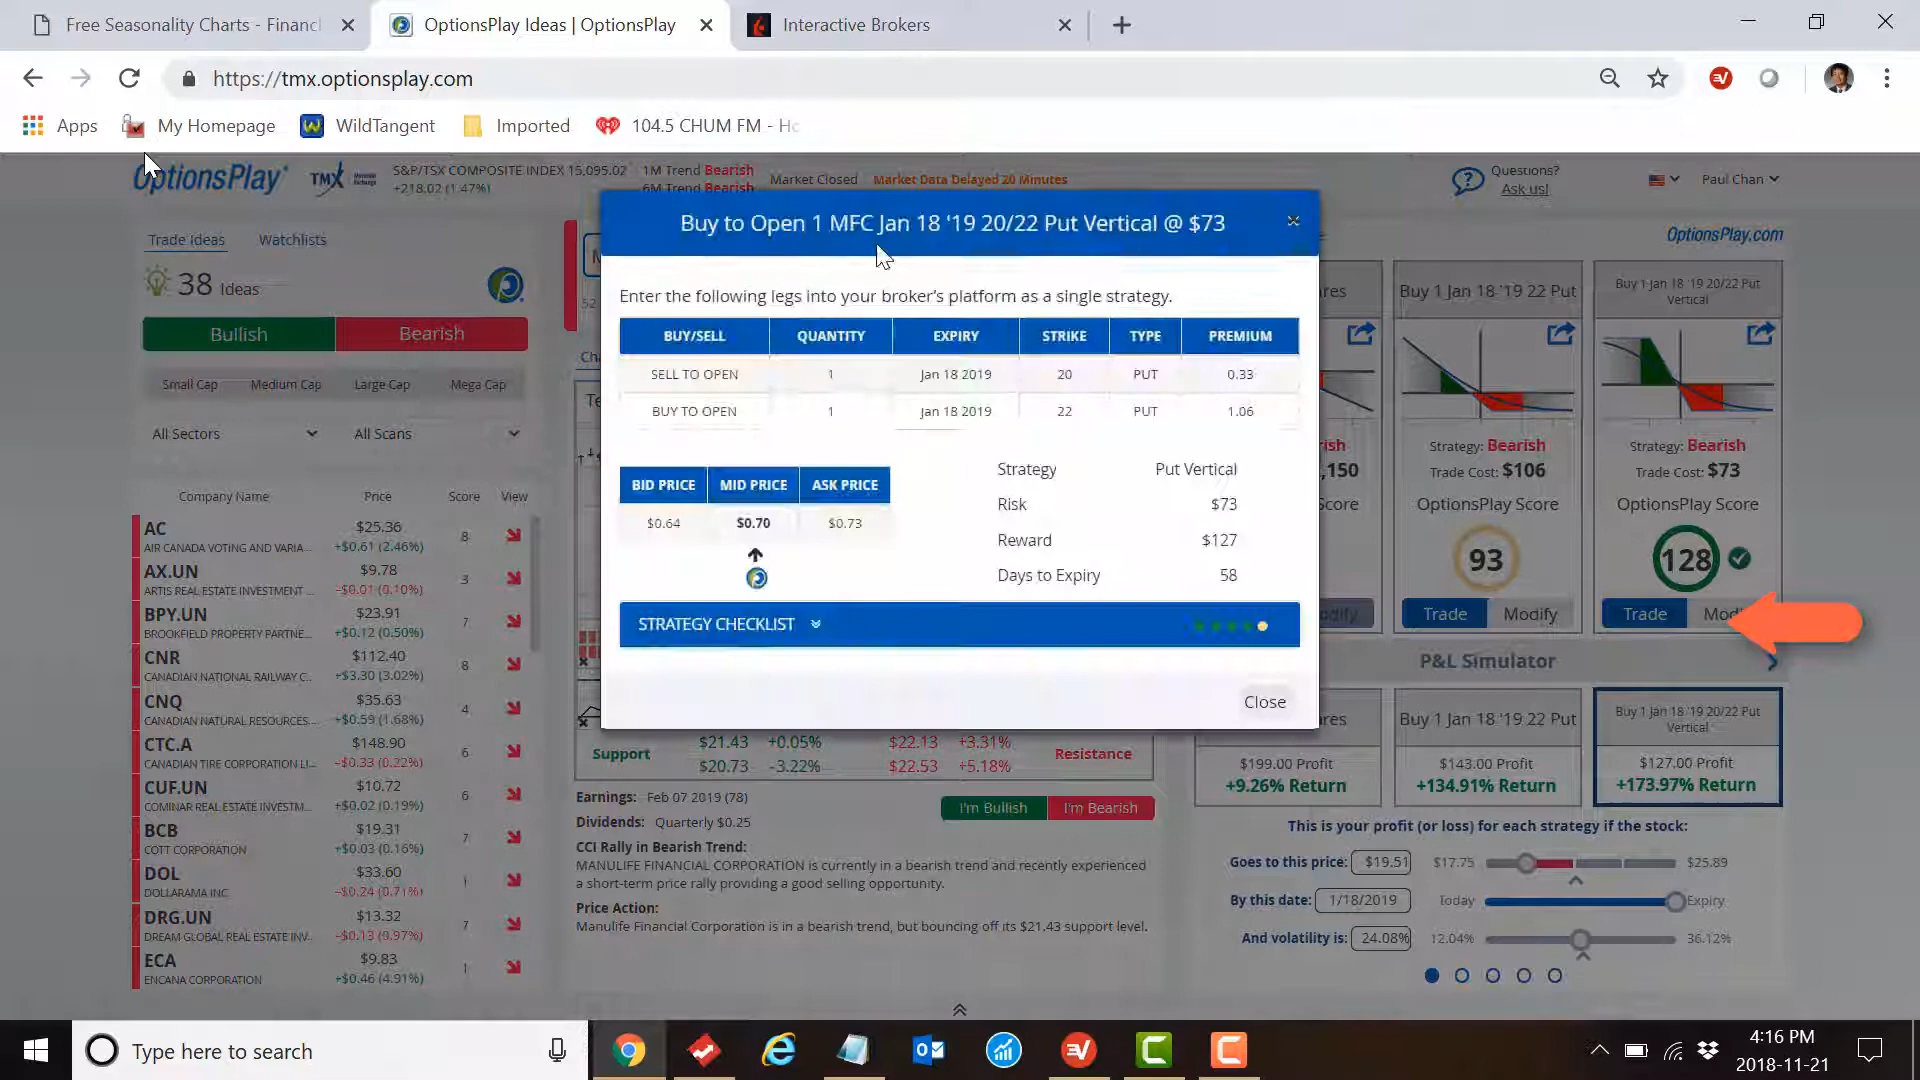 Free Seasonality Charts - Financi
OptionsPlay Ideas | OptionsPlay
Interactive Brokers
https://tmx.optionsplay.com
Apps
My Homepage
WildTangent
Imported
104.5 CHUM FM - Ho
OptionsPlay
TMX
S&P/TSX COMPOSITE INDEX 15,095.02
+218.02 (1.47%)
1M Trend Bearish
6M Trend Bearish
Market Closed
Market Data Delayed 20 Minutes
Questions?
Ask us!
Paul Chan
Trade Ideas
Watchlists
38 Ideas
Bullish
Bearish
Small Cap
Medium Cap
Large Cap
Mega Cap
All Sectors
All Scans
Company Name
Price
Score
View
AC
AIR CANADA VOTING AND VARIA...
$25.36
+$0.61 (2.46%)
8
AX.UN
ARTIS REAL ESTATE INVESTMENT ...
$9.78
-$0.01 (0.10%)
3
BPY.UN
BROOKFIELD PROPERTY PARTNE...
$23.91
+$0.12 (0.50%)
7
CNR
CANADIAN NATIONAL RAILWAY C...
$112.40
+$3.30 (3.02%)
8
CNQ
CANADIAN NATURAL RESOURCES...
$35.63
+$0.59 (1.68%)
4
CTC.A
CANADIAN TIRE CORPORATION LI...
$148.90
-$0.33 (0.22%)
6
CUF.UN
COMINAR REAL ESTATE INVESTM...
$10.72
+$0.02 (0.19%)
6
BCB
COTT CORPORATION
$19.31
+$0.03 (0.16%)
7
DOL
DOLLARAMA INC.
$33.60
-$0.24 (0.71%)
1
DRG.UN
DREAM GLOBAL REAL ESTATE INV...
$13.32
-$0.13 (0.97%)
7
ECA
ENCANA CORPORATION
$9.83
+$0.46 (4.91%)
1
Buy to Open 1 MFC Jan 18 '19 20/22 Put Vertical @ $73
Enter the following legs into your broker's platform as a single strategy.
BUY/SELL QUANTITY EXPIRY STRIKE TYPE PREMIUM
SELL TO OPEN 1 Jan 18 2019 20 PUT 0.33
BUY TO OPEN 1 Jan 18 2019 22 PUT 1.06
BID PRICE MID PRICE ASK PRICE
$0.64 $0.70 $0.73
Strategy Put Vertical
Risk $73
Reward $127
Days to Expiry 58
STRATEGY CHECKLIST
Close
Support
$21.43 +0.05% $22.13 +3.31%
$20.73 -3.22% $22.53 +5.18%
Resistance
Earnings: Feb 07 2019 (78)
Dividends: Quarterly $0.25
I'm Bullish
I'm Bearish
CCI Rally in Bearish Trend:
MANULIFE FINANCIAL CORPORATION is currently in a bearish trend and recently experienced
a short-term price rally providing a good selling opportunity.
Price Action:
Manulife Financial Corporation is in a bearish trend, but bouncing off its $21.43 support level.
OptionsPlay.com
Buy 1 Jan 18 '19 22 Put
Strategy: Bearish
Trade Cost: $106
OptionsPlay Score
93
Trade
Modify
Buy 1 Jan 18 '19 20/22 Put
Vertical
Strategy: Bearish
Trade Cost: $73
OptionsPlay Score
128
Trade
P&L Simulator
$199.00 Profit
+9.26% Return
Buy 1 Jan 18 '19 22 Put
$143.00 Profit
+134.91% Return
Buy 1 Jan 18 '19 20/22 Put
Vertical
$127.00 Profit
+173.97% Return
This is your profit (or loss) for each strategy if the stock:
Goes to this price: $19.51 $17.75 $25.89
By this date: 1/18/2019 Today Expiry
And volatility is: 24.08% 12.04% 36.12%
Type here to search
4:16 PM
2018-11-21